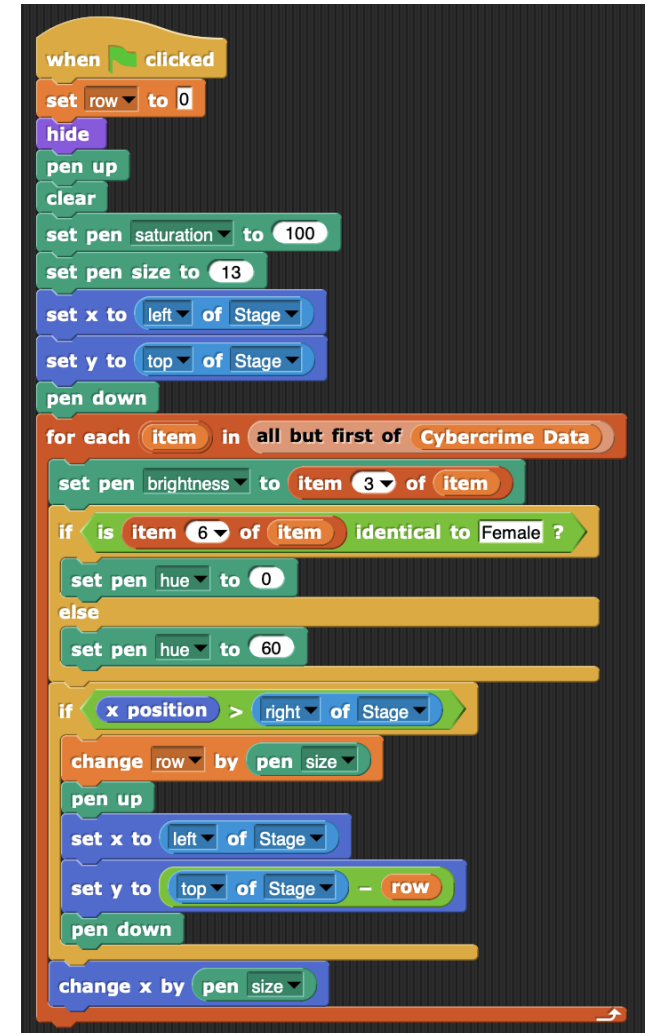 when clicked
set row to 0
hide
pen up
clear
set pen saturation to 100
set pen size to 13
set x to left of Stage
set y to top of Stage
pen down
for each item in all but first of Cybercrime Data
set pen brightness to item 3 of item
if is item 6 of item identical to Female ?
set pen hue to 0
else
set pen hue to 60
if x position > right of Stage
change row by pen size
pen up
set x to left of Stage
set y to top of Stage - row
pen down
change x by pen size